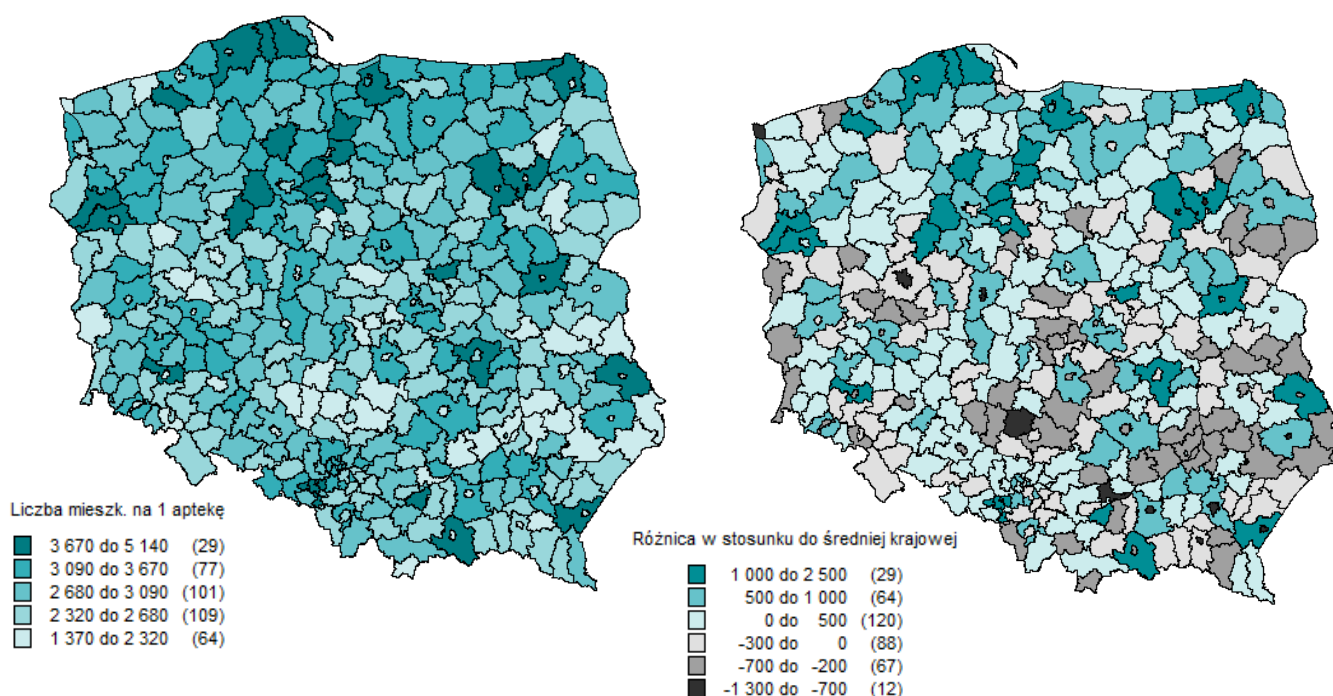 Liczba mieszk. na 1 aptekę
3 670 do 5 140 (29)
3 090 do 3 670 (77)
2 680 do 3 090 (101)
2 320 do 2 680 (109)
1 370 do 2 320 (64)
Różnica w stosunku do średniej krajowej
1 000 do 2 500 (29)
500 do 1 000 (64)
0 do 500 (120)
-300 do 0 (88)
-700 do -200 (67)
-1 300 do -700 (12)